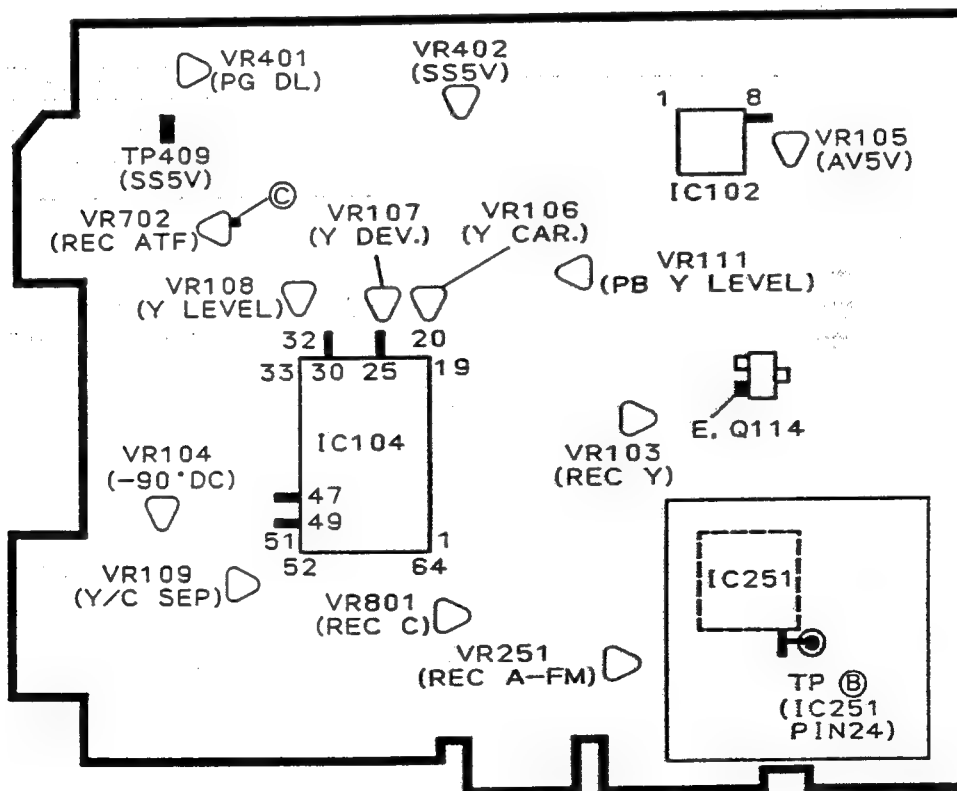 VR401
(PG DL)
VR402
(SS5V)
1
8
VR105
(AV5V)
IC102
TP409
(SS5V)
C
VR702
(REC ATF)
VR107
(Y DEV.)
VR106
(Y CAR.)
VR111
(PB Y LEVEL)
VR108
(Y LEVEL)
32
20
33
30
25
19
IC104
E. Q114
VR103
(REC Y)
VR104
(-90°DC)
47
49
51
1
52
64
IC251
VR109
(Y/C SEP)
VR801
(REC C)
VR251
(REC A-FM)
TP B
(IC251
PIN24)